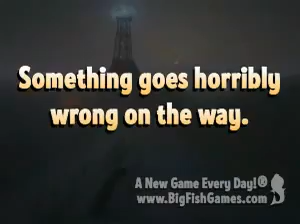 Something goes horribly
wrong on the way.
A New Game Every Day!®
www.BigFishGames.com